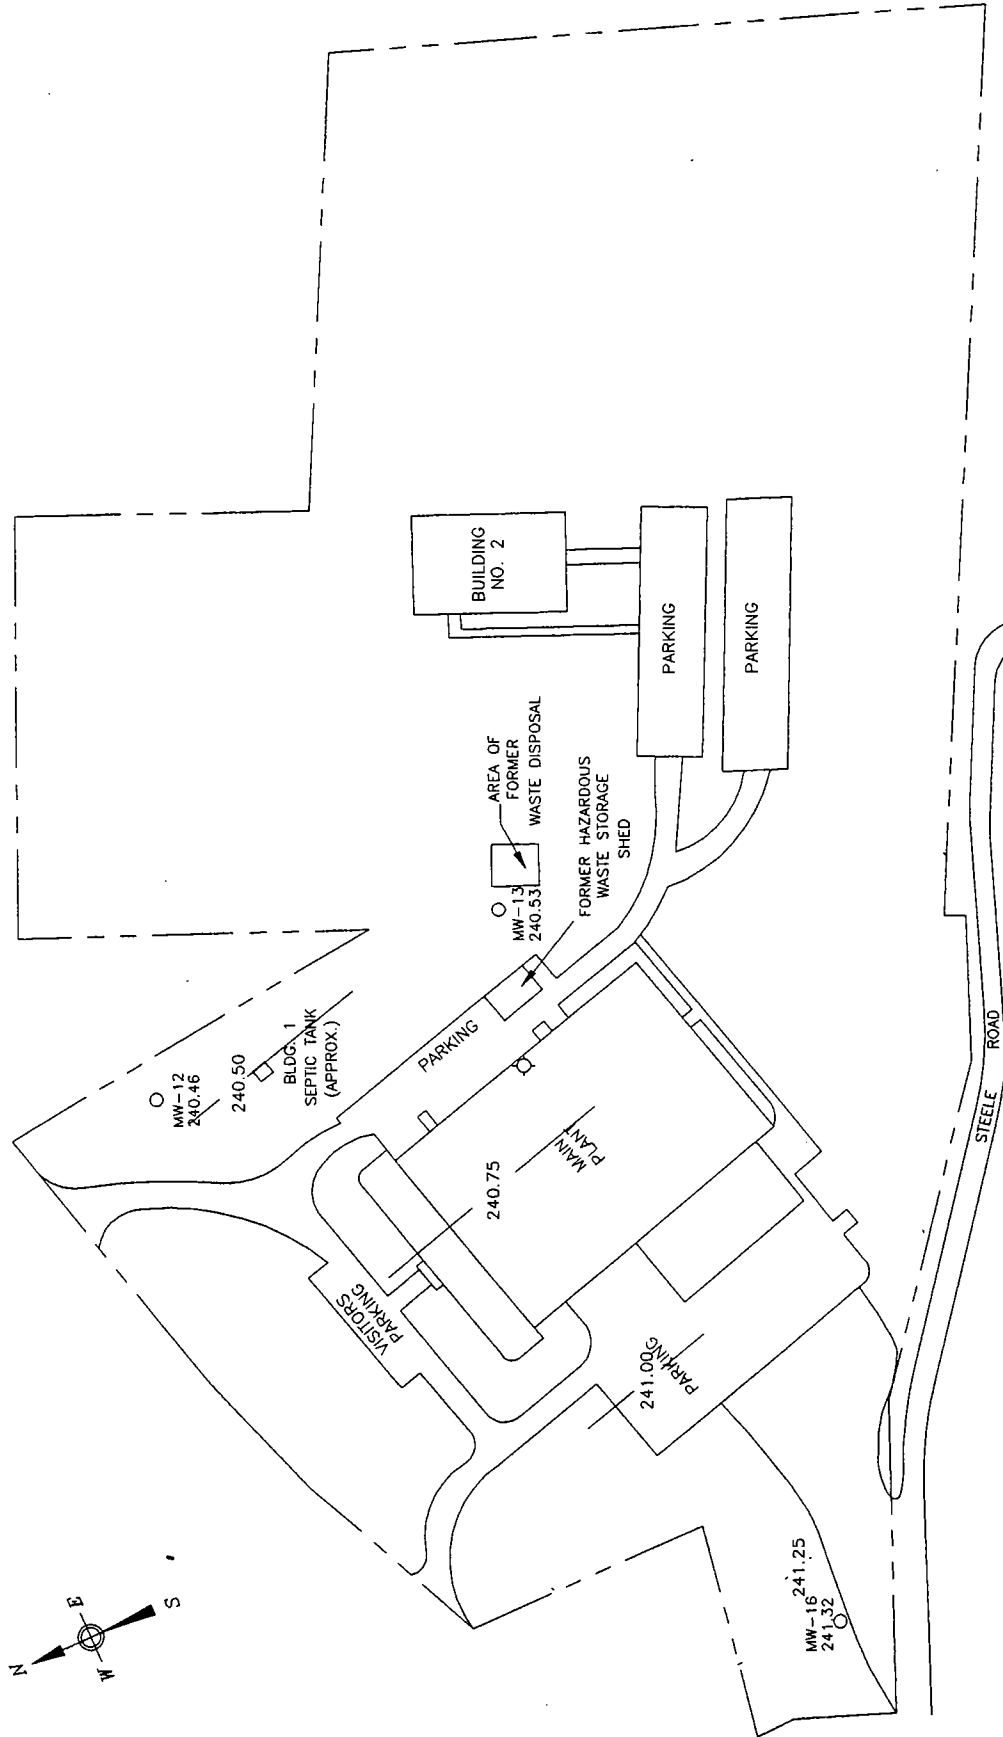 N
E
W
S
MW-12
240.46
240.50
BLDG. 1
SEPTIC TANK
(APPROX.)
AREA OF
FORMER
WASTE DISPOSAL
MW-13
240.53
FORMER HAZARDOUS
WASTE STORAGE
SHED
BUILDING
NO. 2
PARKING
PARKING
PARKING
MAIN
PLANT
240.75
VISITORS
PARKING
241.00
PARKING
MW-16
241.32
241.25
STEELE ROAD